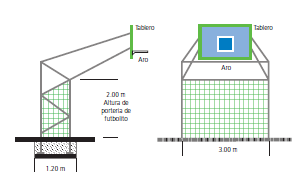 Tablero
Aro
2.00 m
Altura de
portería de
futbolito
1.20 m
Tablero
Aro
3.00 m